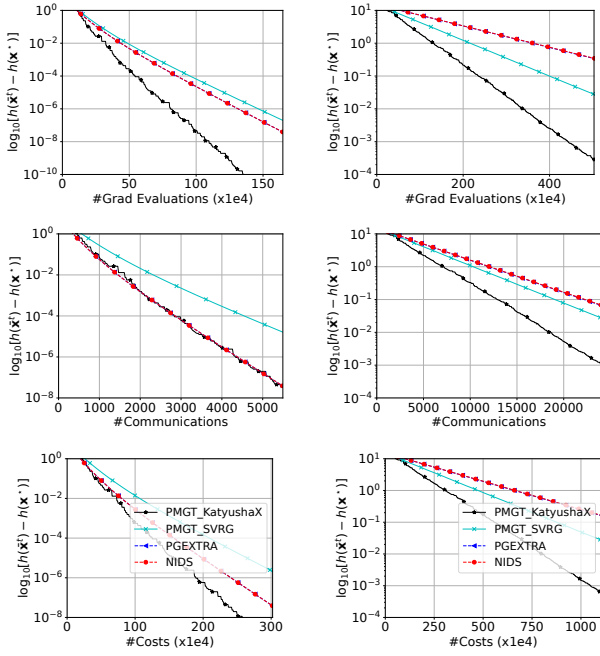 10^0
10^-2
10^-4
10^-6
10^-8
10^-10
log10[h(x̄^t) − h(x*)]
0 50 100 150
#Grad Evaluations (x1e4)
10^1
10^0
10^-1
10^-2
10^-3
10^-4
log10[h(x̄^t) − h(x*)]
200 400
#Grad Evaluations (x1e4)
10^0
10^-2
10^-4
10^-6
10^-8
log10[h(x̄^t) − h(x*)]
0 1000 2000 3000 4000 5000
#Communications
10^1
10^0
10^-1
10^-2
10^-3
10^-4
log10[h(x̄^t) − h(x*)]
5000 10000 15000 20000
#Communications
10^0
10^-2
10^-4
10^-6
10^-8
log10[h(x̄^t) − h(x*)]
PMGT_KatyushaX
PMGT_SVRG
PGEXTRA
NIDS
0 100 200 300
#Costs (x1e4)
10^1
10^0
10^-1
10^-2
10^-3
10^-4
log10[h(x̄^t) − h(x*)]
PMGT_KatyushaX
PMGT_SVRG
PGEXTRA
NIDS
250 500 750 1000
#Costs (x1e4)